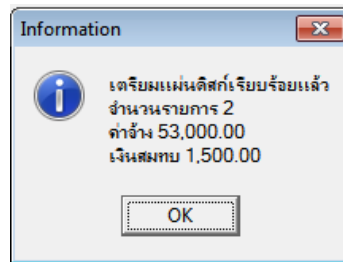 Information
เตรียมแผ่นดิสก์เรียบร้อยแล้ว
จำนวนรายการ 2
ค่าจ้าง 53,000.00
เงินสมทบ 1,500.00
OK